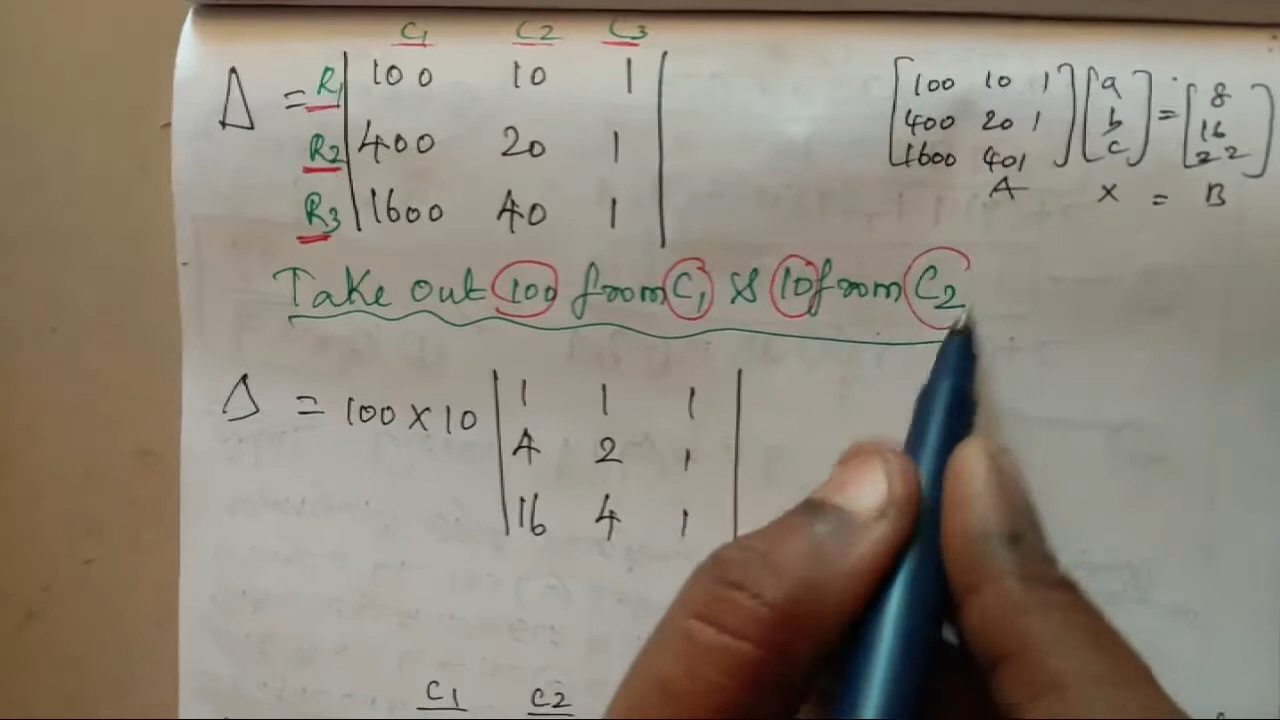 C1 C2 C3
Δ = R1 | 100 10 1 |
R2 | 400 20 1 |
R3 | 1600 40 1 |
[100 10 1] [a] = [8]
[400 20 1] [b] [16]
[1600 40 1] [c] [22]
A X = B
Take out 100 from C1 & 10 from C2
Δ = 100 X 10 | 1 1 1 |
| 4 2 1 |
| 16 4 1 |
C1 C2